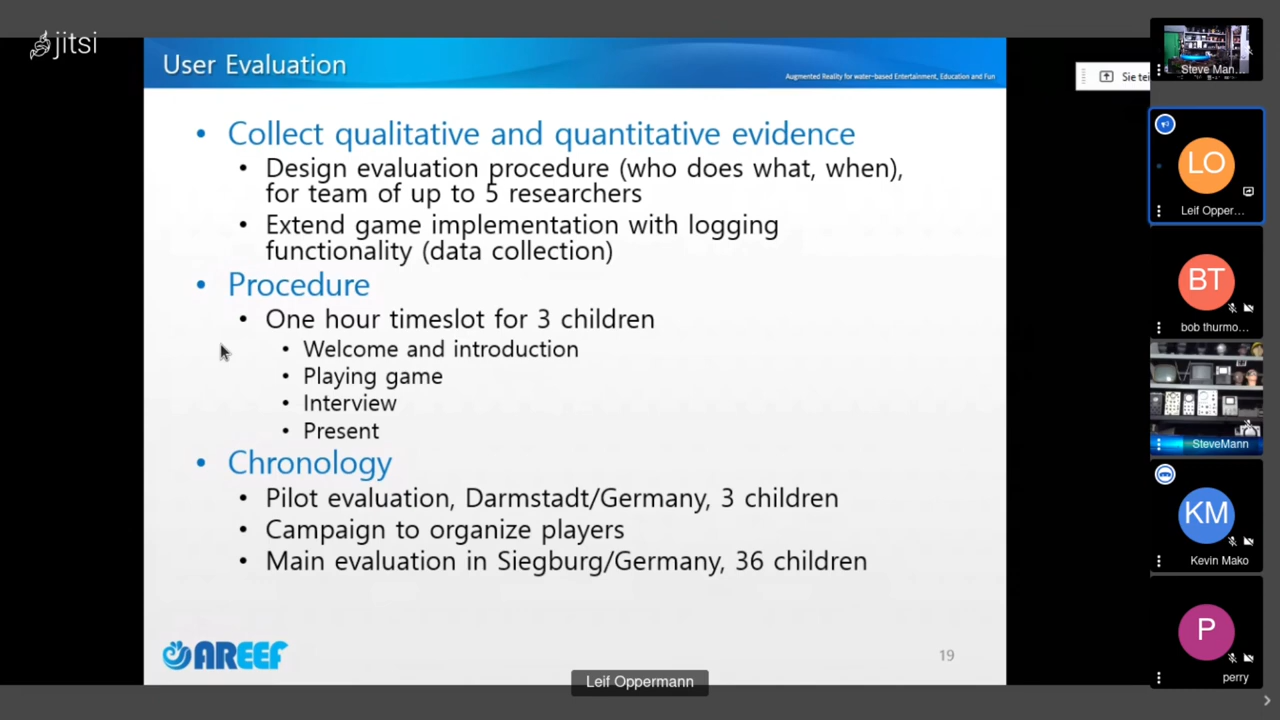 jitsi
User Evaluation
Augmented Reality for water-based Entertainment, Education and Fun
• Collect qualitative and quantitative evidence
• Design evaluation procedure (who does what, when),
for team of up to 5 researchers
• Extend game implementation with logging
functionality (data collection)
• Procedure
• One hour timeslot for 3 children
• Welcome and introduction
• Playing game
• Interview
• Present
• Chronology
• Pilot evaluation, Darmstadt/Germany, 3 children
• Campaign to organize players
• Main evaluation in Siegburg/Germany, 36 children
AREEF
19
Leif Oppermann
Sie tei
Steve Man...
LO
Leif Opper...
BT
bob thurmo...
SteveMann
KM
Kevin Mako
P
perry